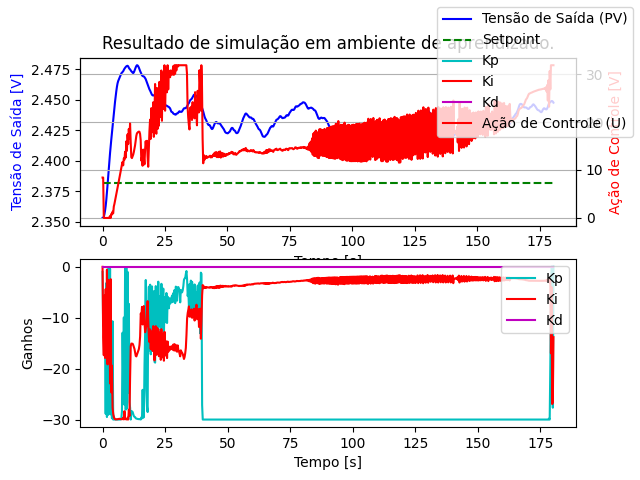 Resultado de simulação em ambiente de aprendizado.
Tensão de Saída (PV)
Setpoint
Kp
Ki
Kd
Ação de Controle (U)
Tensão de Saída [V]
2.475
2.450
2.425
2.400
2.375
2.350
30
10
0
Ação de Controle [V]
0 25 50 75 100 125 150 175
Tempo [s]
Kp
Ki
Kd
Ganhos
0
−10
−20
−30
0 25 50 75 100 125 150 175
Tempo [s]